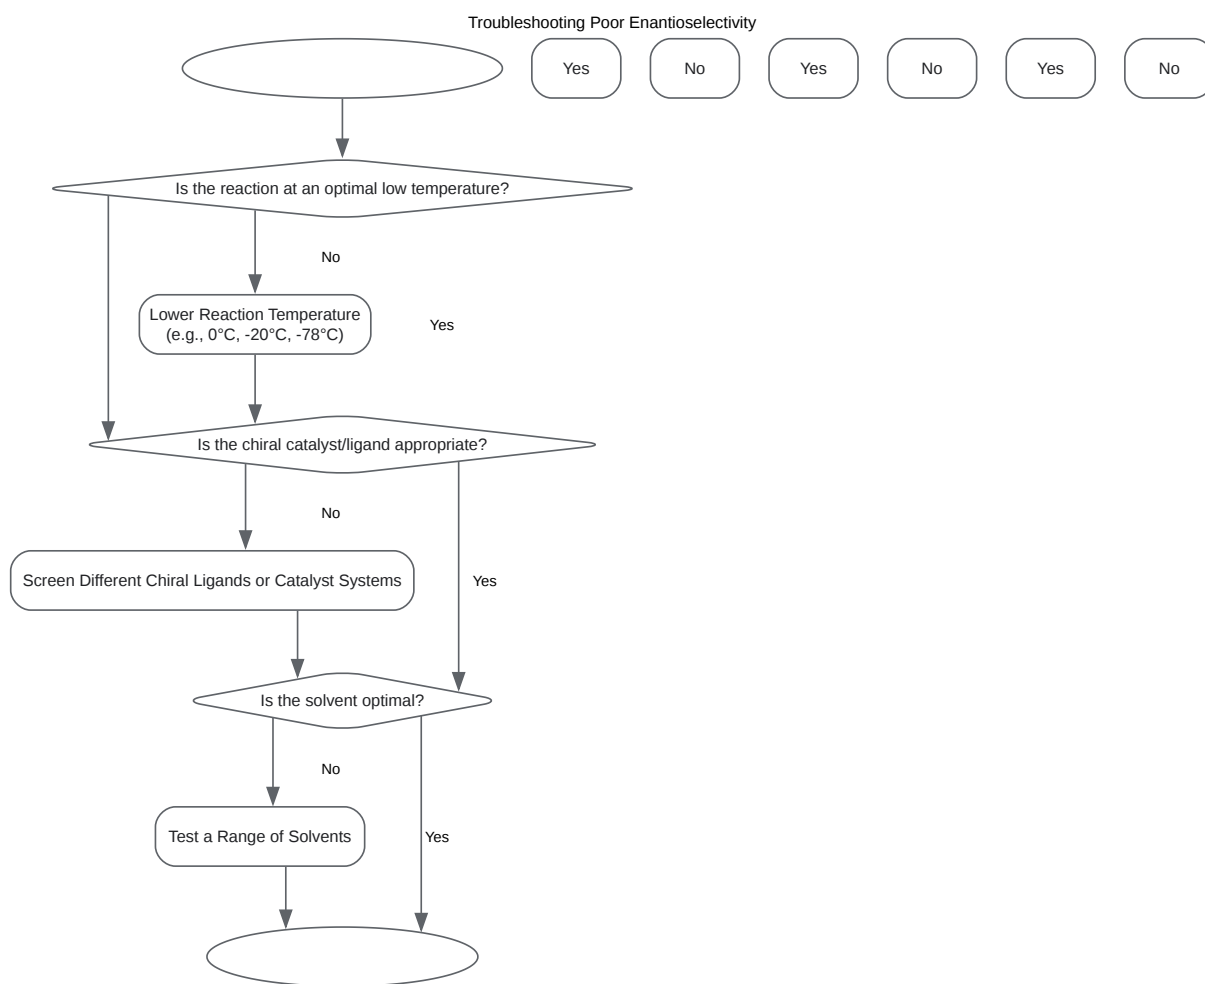 Troubleshooting Poor Enantioselectivity
Yes
No
Yes
No
Yes
No
Is the reaction at an optimal low temperature?
No
Lower Reaction Temperature
(e.g., 0°C, -20°C, -78°C)
Yes
Is the chiral catalyst/ligand appropriate?
No
Screen Different Chiral Ligands or Catalyst Systems
Yes
Is the solvent optimal?
No
Test a Range of Solvents
Yes